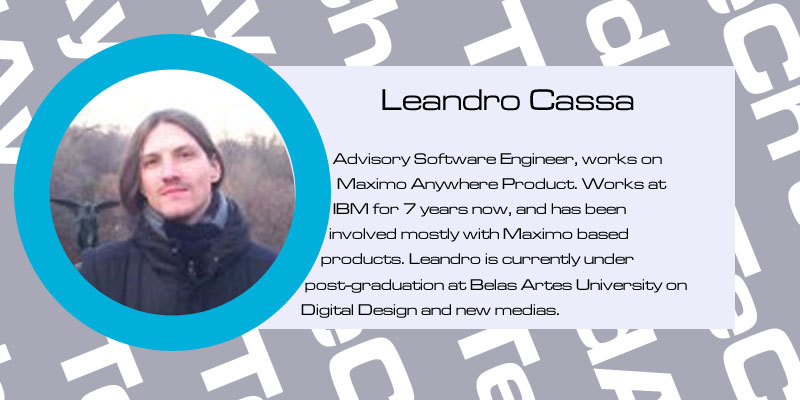 Leandro Cassa
Advisory Software Engineer, works on
Maximo Anywhere Product. Works at
IBM for 7 years now, and has been
involved mostly with Maximo based
products. Leandro is currently under
post-graduation at Belas Artes University on
Digital Design and new medias.